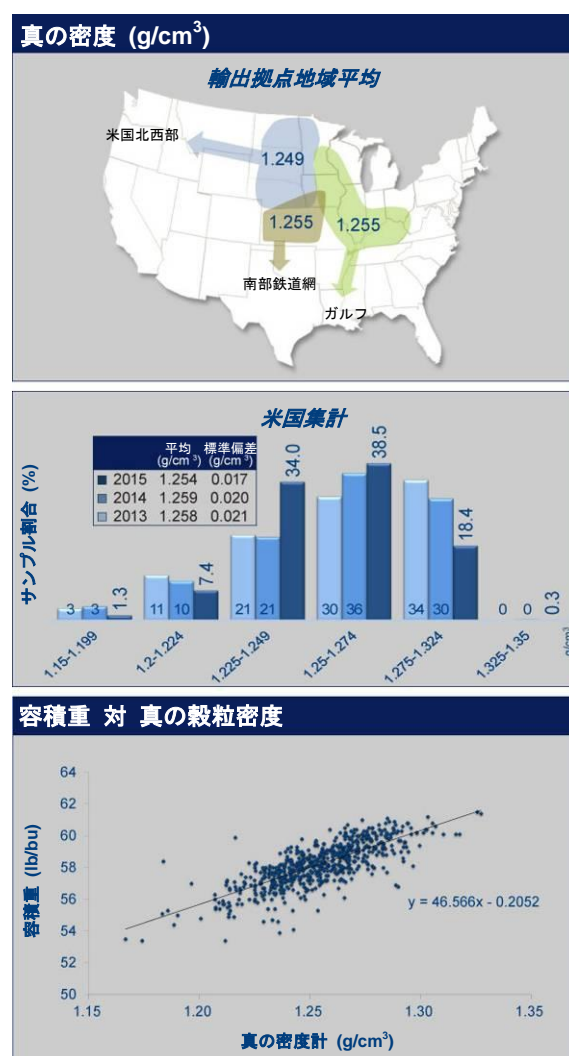 真の密度 (g/cm³)
輸出拠点地域平均
米国北西部
1.249
1.255
1.255
南部鉄道網
ガルフ
米国集計
サンプル割合 (%)
平均 標準偏差
(g/cm³) (g/cm³)
2015 1.254 0.017
2014 1.259 0.020
2013 1.258 0.021
3 3 1.3
11 10 7.4
21 21 34.0
30 36 38.5
34 30 18.4
0 0 0.3
1.15-1.199
1.2-1.224
1.225-1.249
1.25-1.274
1.275-1.324
1.325-1.35
g/cm³
容積重 対 真の穀粒密度
容積重 (lb/bu)
64
62
60
58
56
54
52
50
y = 46.566x - 0.2052
1.15 1.20 1.25 1.30 1.35
真の密度計 (g/cm³)